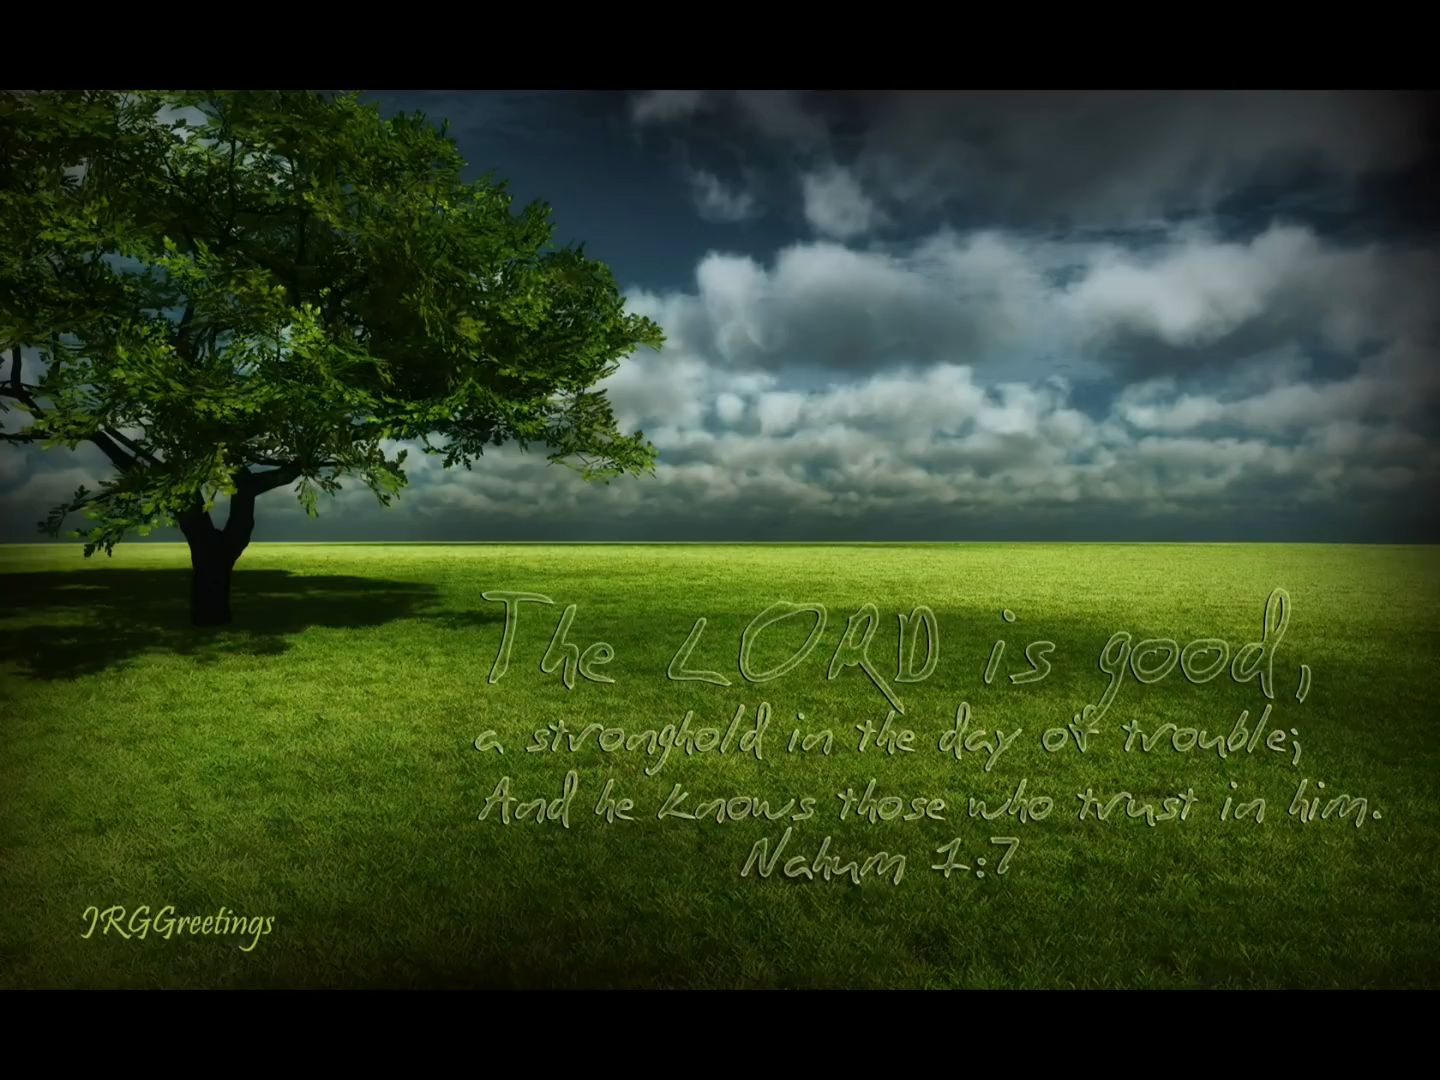 The LORD is good,
a stronghold in the day of trouble;
And he knows those who trust in him.
Nahum 1:7
JRGGreetings